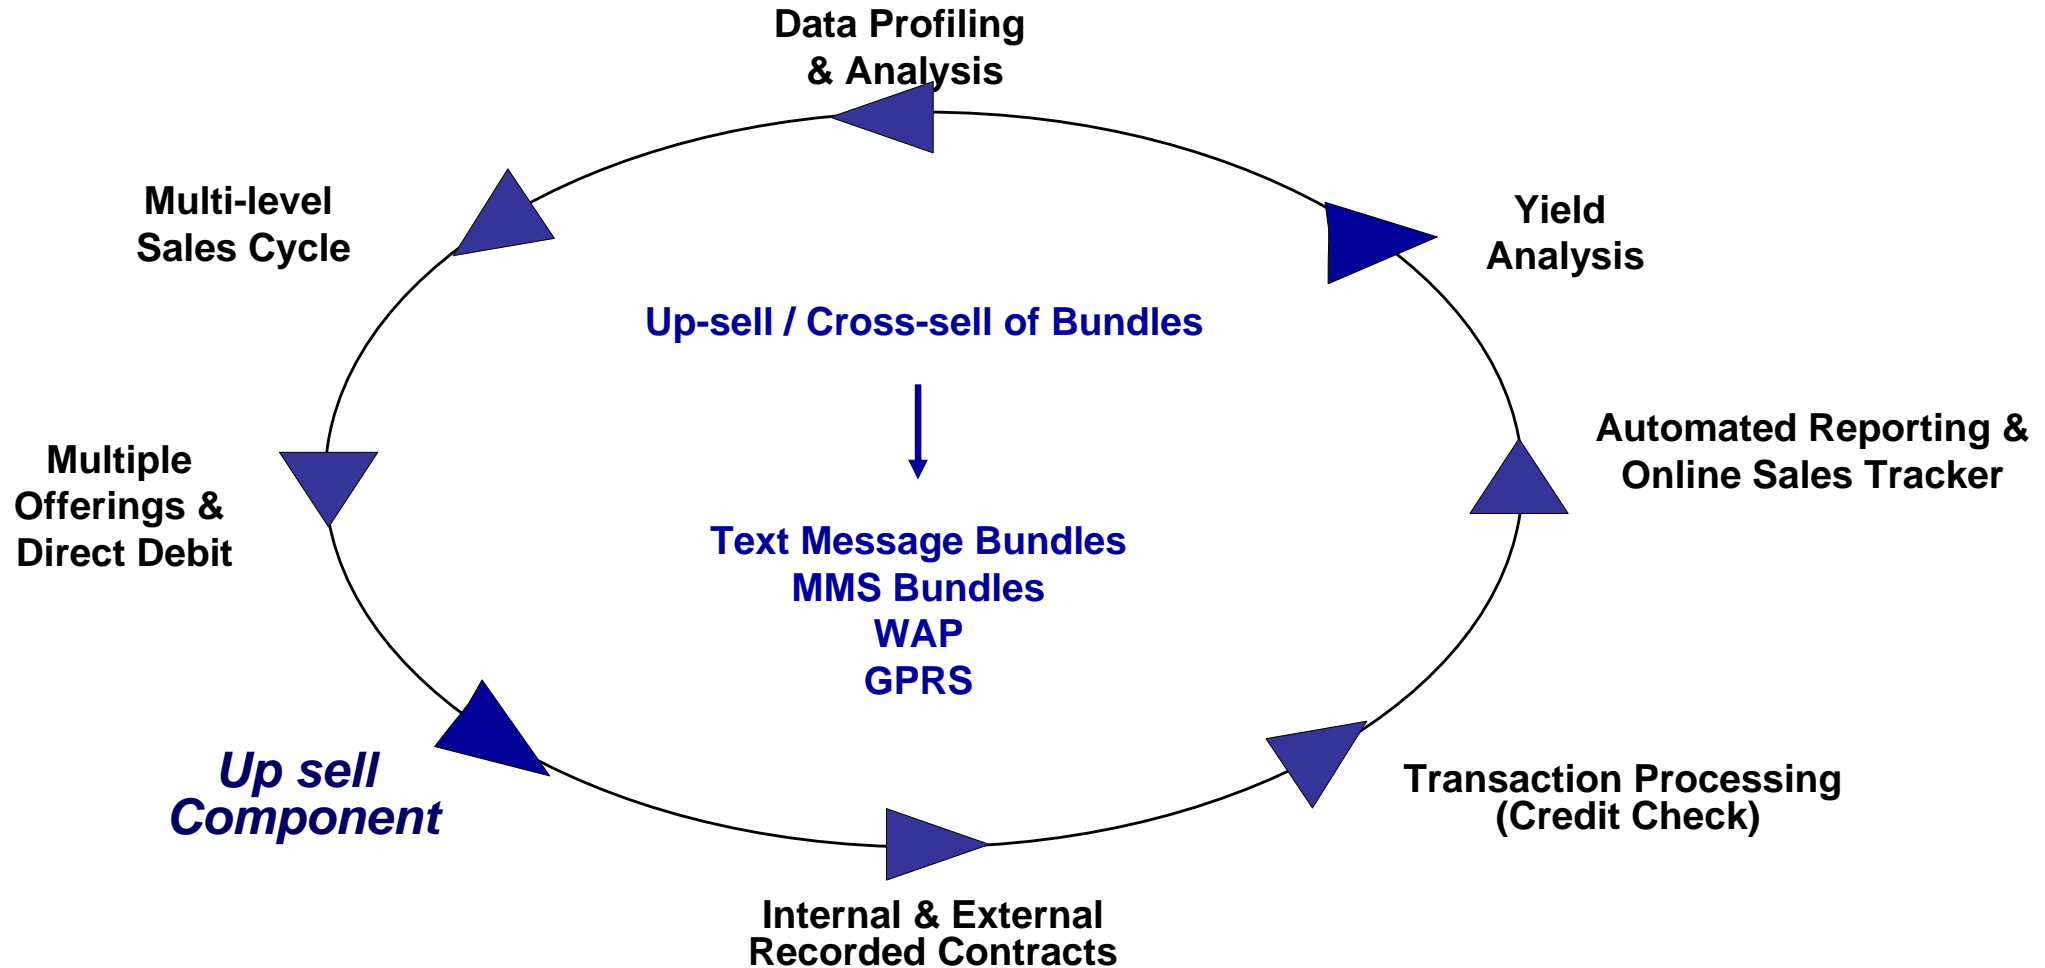 Data Profiling
& Analysis
Multi-level
Sales Cycle
Yield
Analysis
Up-sell / Cross-sell of Bundles
Automated Reporting &
Online Sales Tracker
Multiple
Offerings &
Direct Debit
Text Message Bundles
MMS Bundles
WAP
GPRS
Up sell
Component
Transaction Processing
(Credit Check)
Internal & External
Recorded Contracts